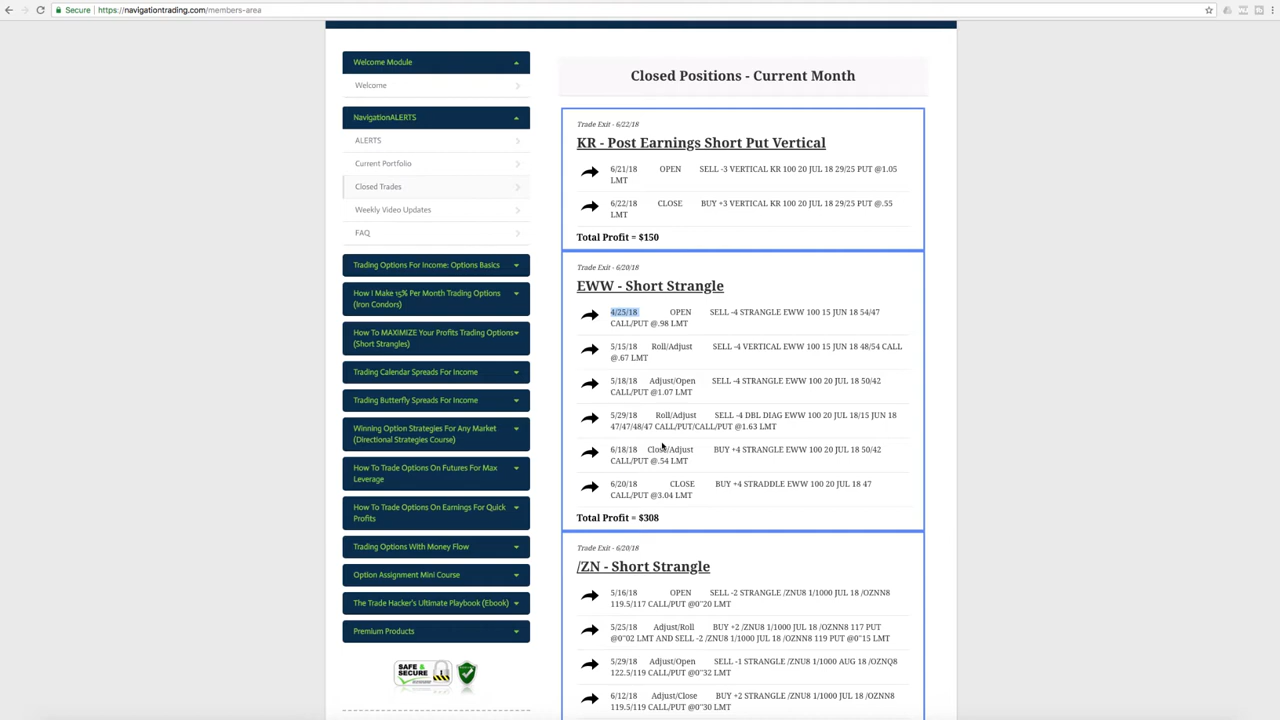 Secure https://navigationtrading.com/members-area
Welcome Module
Welcome
NavigationALERTS
ALERTS
Current Portfolio
Closed Trades
Weekly Video Updates
FAQ
Trading Options For Income: Options Basics
How I Make 15% Per Month Trading Options
(Iron Condors)
How To MAXIMIZE Your Profits Trading Options
(Short Strangles)
Trading Calendar Spreads For Income
Trading Butterfly Spreads For Income
Winning Option Strategies For Any Market
(Directional Strategies Course)
How To Trade Options On Futures For Max
Leverage
How To Trade Options On Earnings For Quick
Profits
Trading Options With Money Flow
Option Assignment Mini Course
The Trade Hacker's Ultimate Playbook (Ebook)
Premium Products
SAFE &
SECURE
Closed Positions - Current Month
Trade Exit - 6/22/18
KR - Post Earnings Short Put Vertical
6/21/18 OPEN SELL -3 VERTICAL KR 100 20 JUL 18 29/25 PUT @1.05
LMT
6/22/18 CLOSE BUY +3 VERTICAL KR 100 20 JUL 18 29/25 PUT @.55
LMT
Total Profit = $150
Trade Exit - 6/20/18
EWW - Short Strangle
4/25/18 OPEN SELL -4 STRANGLE EWW 100 15 JUN 18 54/47
CALL/PUT @.98 LMT
5/15/18 Roll/Adjust SELL -4 VERTICAL EWW 100 15 JUN 18 48/54 CALL
@.67 LMT
5/18/18 Adjust/Open SELL -4 STRANGLE EWW 100 20 JUL 18 50/42
CALL/PUT @1.07 LMT
5/29/18 Roll/Adjust SELL -4 DBL DIAG EWW 100 20 JUL 18/15 JUN 18
47/47/48/47 CALL/PUT/CALL/PUT @1.63 LMT
6/18/18 Close/Adjust BUY +4 STRANGLE EWW 100 20 JUL 18 50/42
CALL/PUT @.54 LMT
6/20/18 CLOSE BUY +4 STRADDLE EWW 100 20 JUL 18 47
CALL/PUT @3.04 LMT
Total Profit = $308
Trade Exit - 6/20/18
/ZN - Short Strangle
5/16/18 OPEN SELL -2 STRANGLE /ZNU8 1/1000 JUL 18 /OZNN8
119.5/117 CALL/PUT @0"20 LMT
5/25/18 Adjust/Roll BUY +2 /ZNU8 1/1000 JUL 18 /OZNN8 117 PUT
@0"02 LMT AND SELL -2 /ZNU8 1/1000 JUL 18 /OZNN8 119 PUT @0"15 LMT
5/29/18 Adjust/Open SELL -1 STRANGLE /ZNU8 1/1000 AUG 18 /OZNQ8
122.5/119 CALL/PUT @0"32 LMT
6/12/18 Adjust/Close BUY +2 STRANGLE /ZNU8 1/1000 JUL 18 /OZNN8
119.5/119 CALL/PUT @0"30 LMT